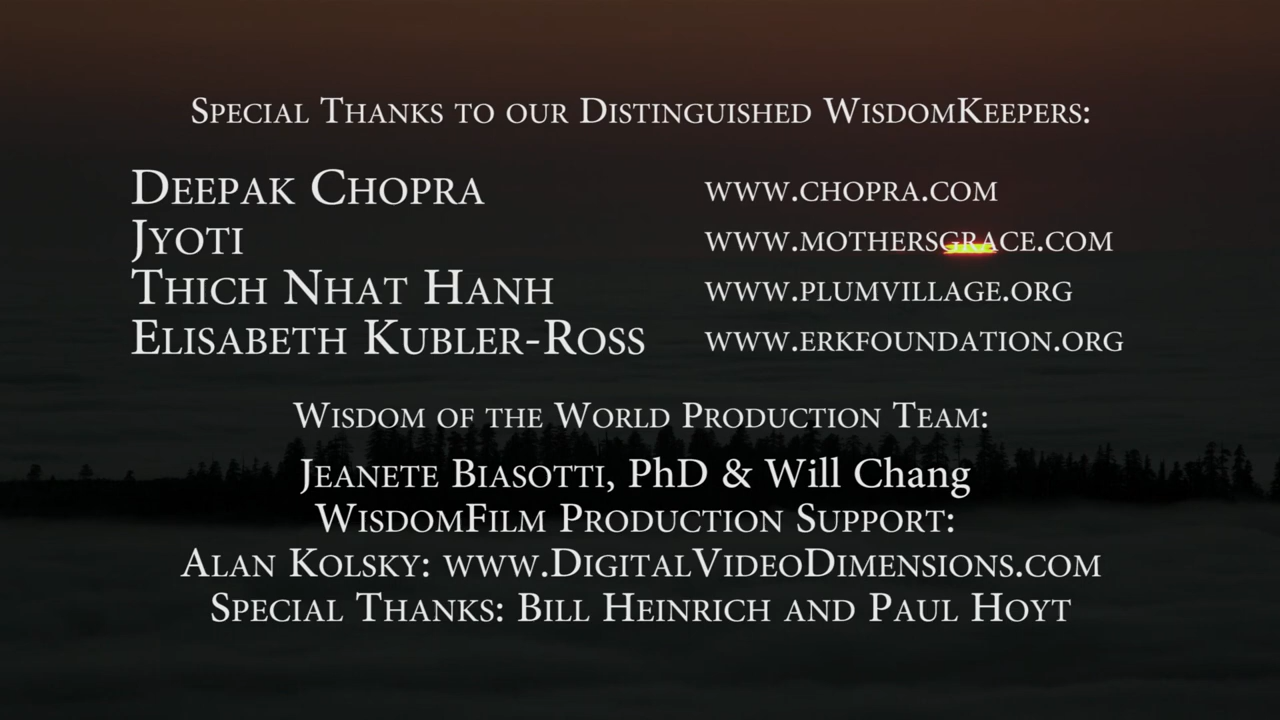 Special Thanks to our Distinguished WisdomKeepers:
Deepak Chopra www.chopra.com
Jyoti www.mothersgrace.com
Thich Nhat Hanh www.plumvillage.org
Elisabeth Kubler-Ross www.erkfoundation.org
Wisdom of the World Production Team:
Jeanete Biasotti, PhD & Will Chang
WisdomFilm Production Support:
Alan Kolsky: www.DigitalVideoDimensions.com
Special Thanks: Bill Heinrich and Paul Hoyt